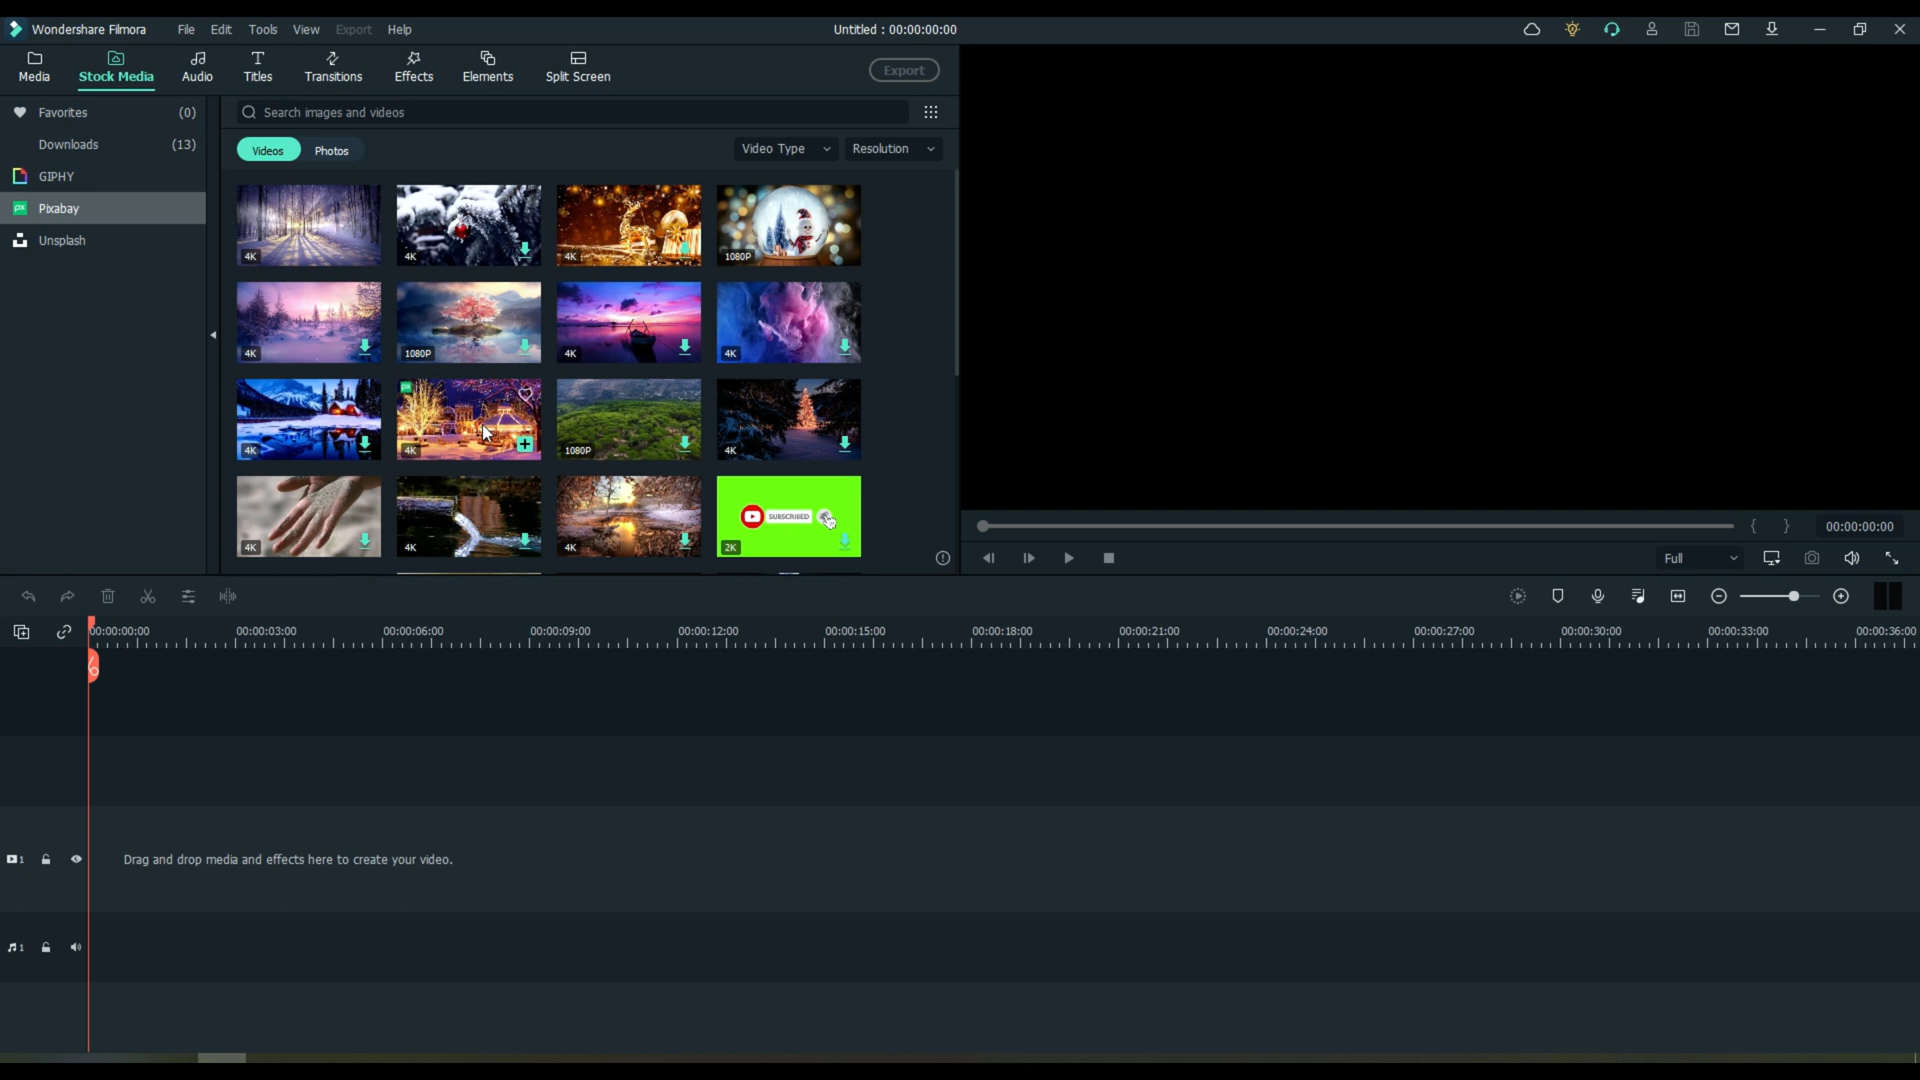 Wondershare Filmora File Edit Tools View Export Help Untitled : 00:00:00:00
Media Stock Media Audio Titles Transitions Effects Elements Split Screen Export
Favorites (0)
Downloads (13)
GIPHY
Pixabay
Unsplash
Search images and videos
Videos Photos Video Type Resolution
4K 4K 4K 1080P
4K 1080P 4K 4K
px
4K 4K 1080P 4K
SUBSCRIBED
4K 4K 4K 2K
{ } 00:00:00:00
Full
00:00:00:00 00:00:03:00 00:00:06:00 00:00:09:00 00:00:12:00 00:00:15:00 00:00:18:00 00:00:21:00 00:00:24:00 00:00:27:00 00:00:30:00 00:00:33:00 00:00:36:00
1 Drag and drop media and effects here to create your video.
1